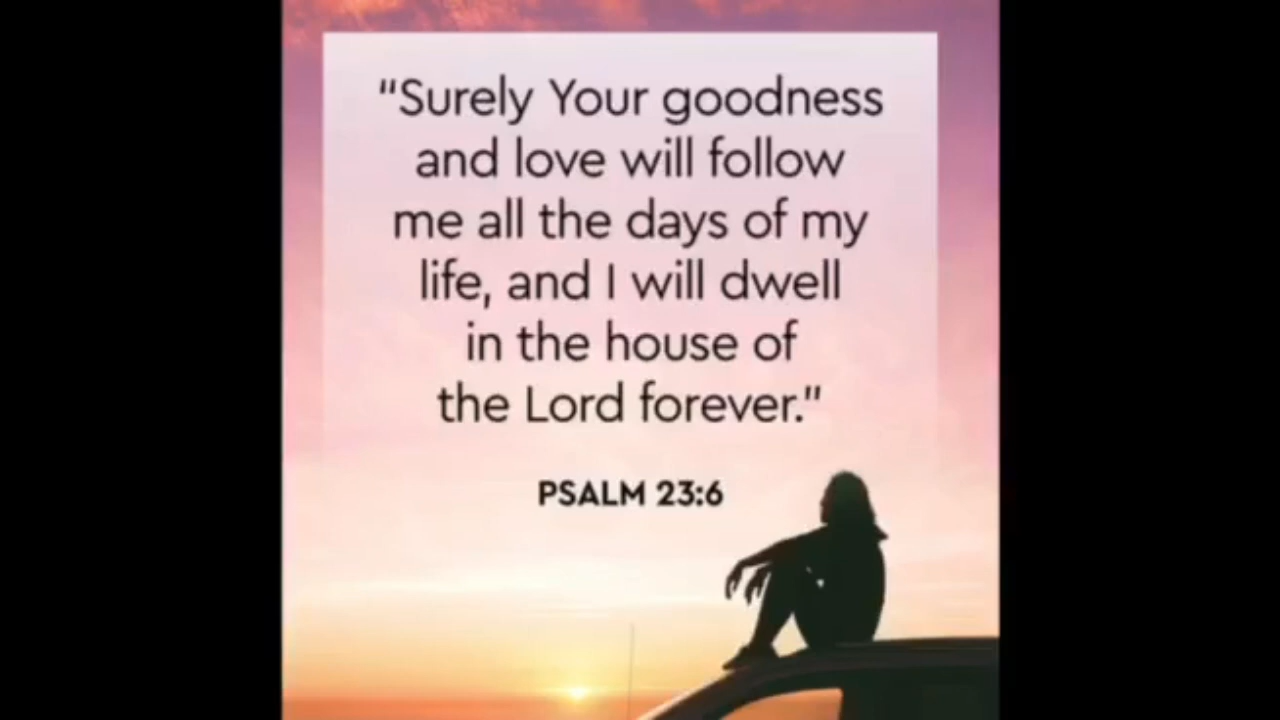 "Surely Your goodness
and love will follow
me all the days of my
life, and I will dwell
in the house of
the Lord forever."
PSALM 23:6